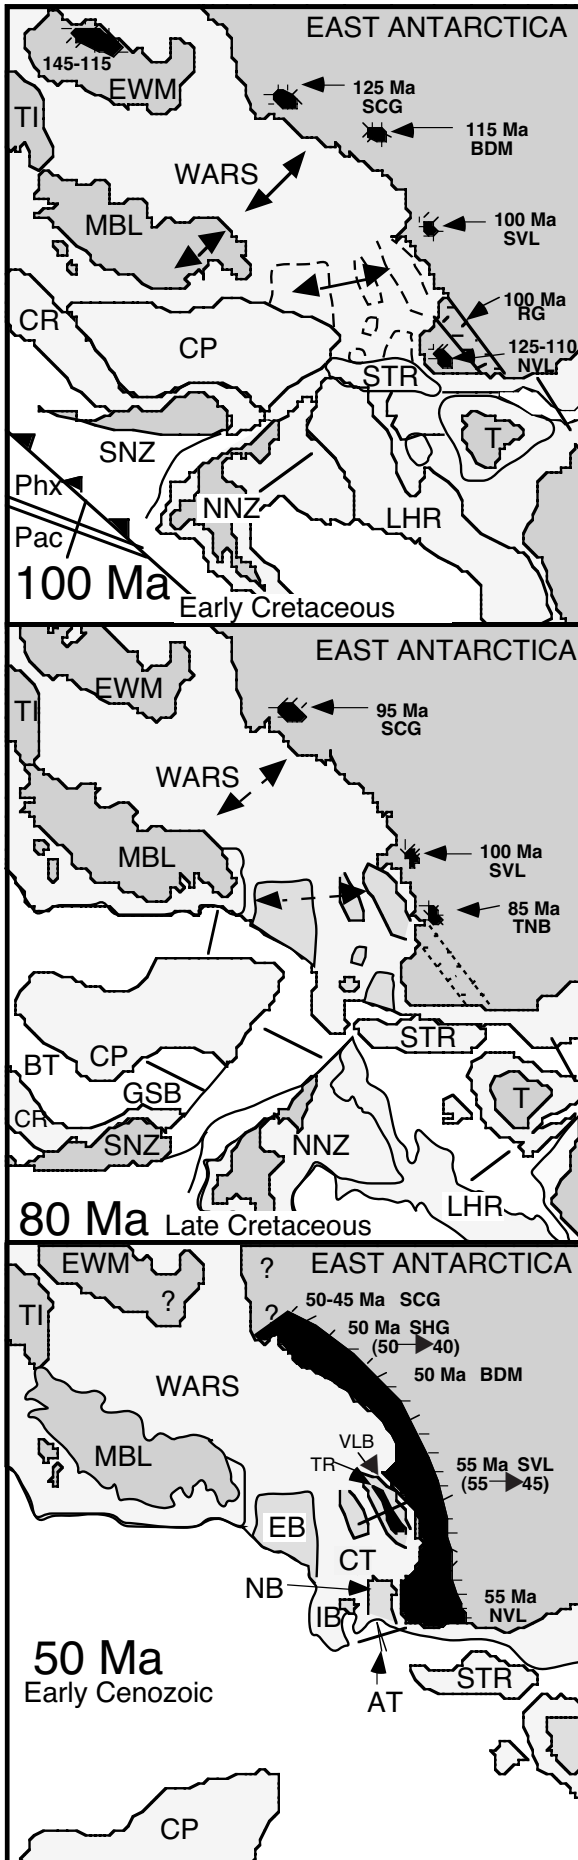 EAST ANTARCTICA
145-115
EWM
TI
125 Ma
SCG
115 Ma
BDM
WARS
MBL
100 Ma
SVL
100 Ma
RG
CR
CP
125-110
NVL
STR
SNZ
T
Phx
NNZ
LHR
Pac
100 Ma
Early Cretaceous
EAST ANTARCTICA
EWM
TI
95 Ma
SCG
WARS
MBL
100 Ma
SVL
85 Ma
TNB
STR
BT
CP
GSB
T
CR
SNZ
NNZ
LHR
80 Ma Late Cretaceous
EWM
?
EAST ANTARCTICA
?
?
50-45 Ma SCG
TI
50 Ma SHG
(50 40)
50 Ma BDM
WARS
MBL
VLB
TR
55 Ma SVL
(55 45)
EB
CT
NB
IB
55 Ma
NVL
50 Ma
Early Cenozoic
STR
AT
CP